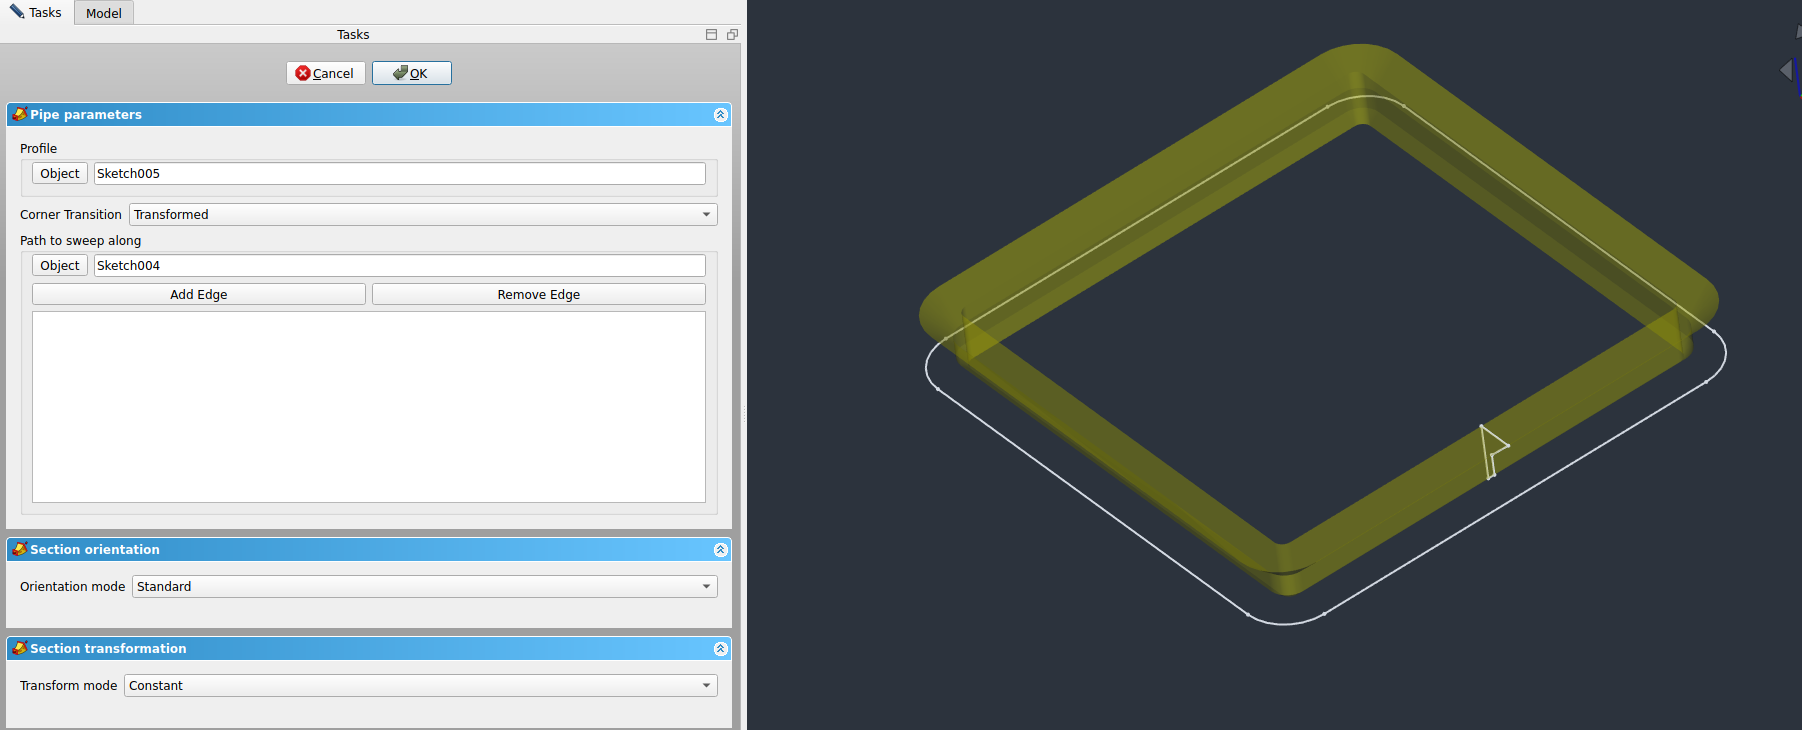 Tasks
Model
Tasks
Cancel
OK
Pipe parameters
Profile
Object
Sketch005
Corner Transition
Transformed
Path to sweep along
Object
Sketch004
Add Edge
Remove Edge
Section orientation
Orientation mode
Standard
Section transformation
Transform mode
Constant